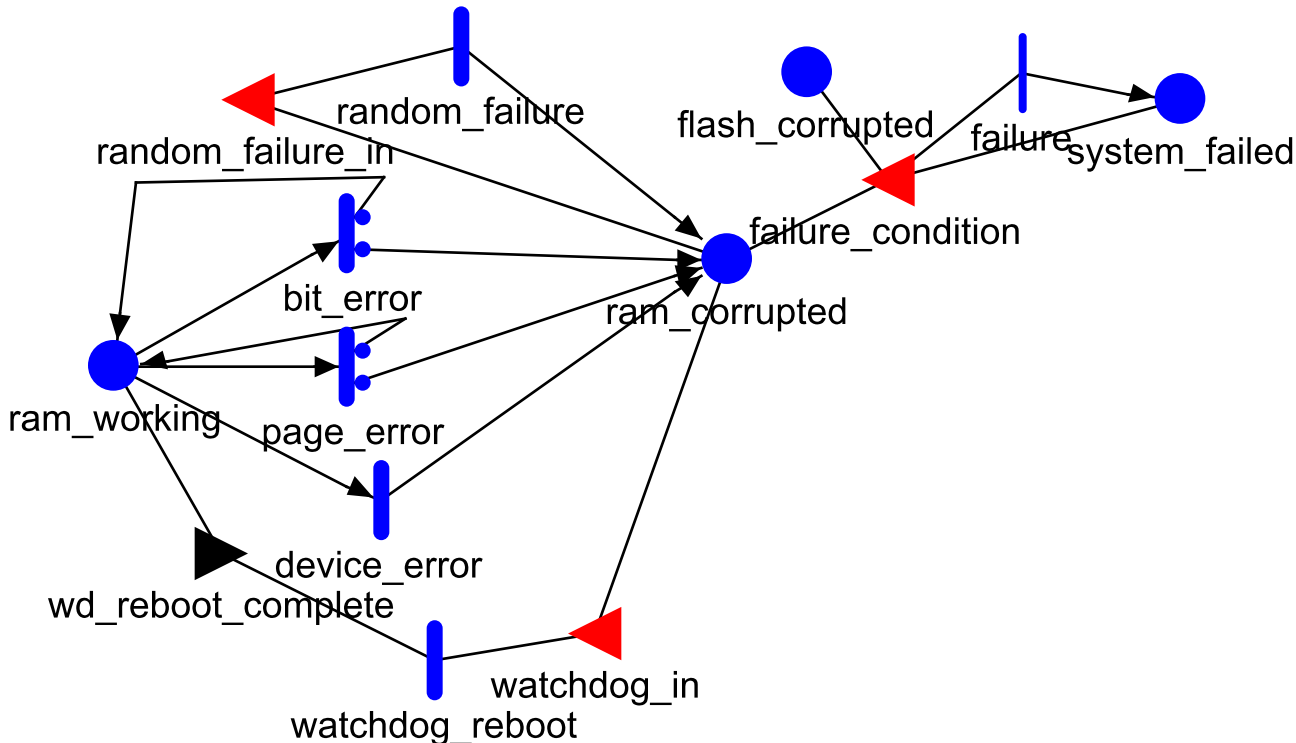 random_failure
flash_corrupted
failure
system_failed
random_failure_in
failure_condition
bit_error
ram_corrupted
ram_working
page_error
device_error
wd_reboot_complete
watchdog_in
watchdog_reboot